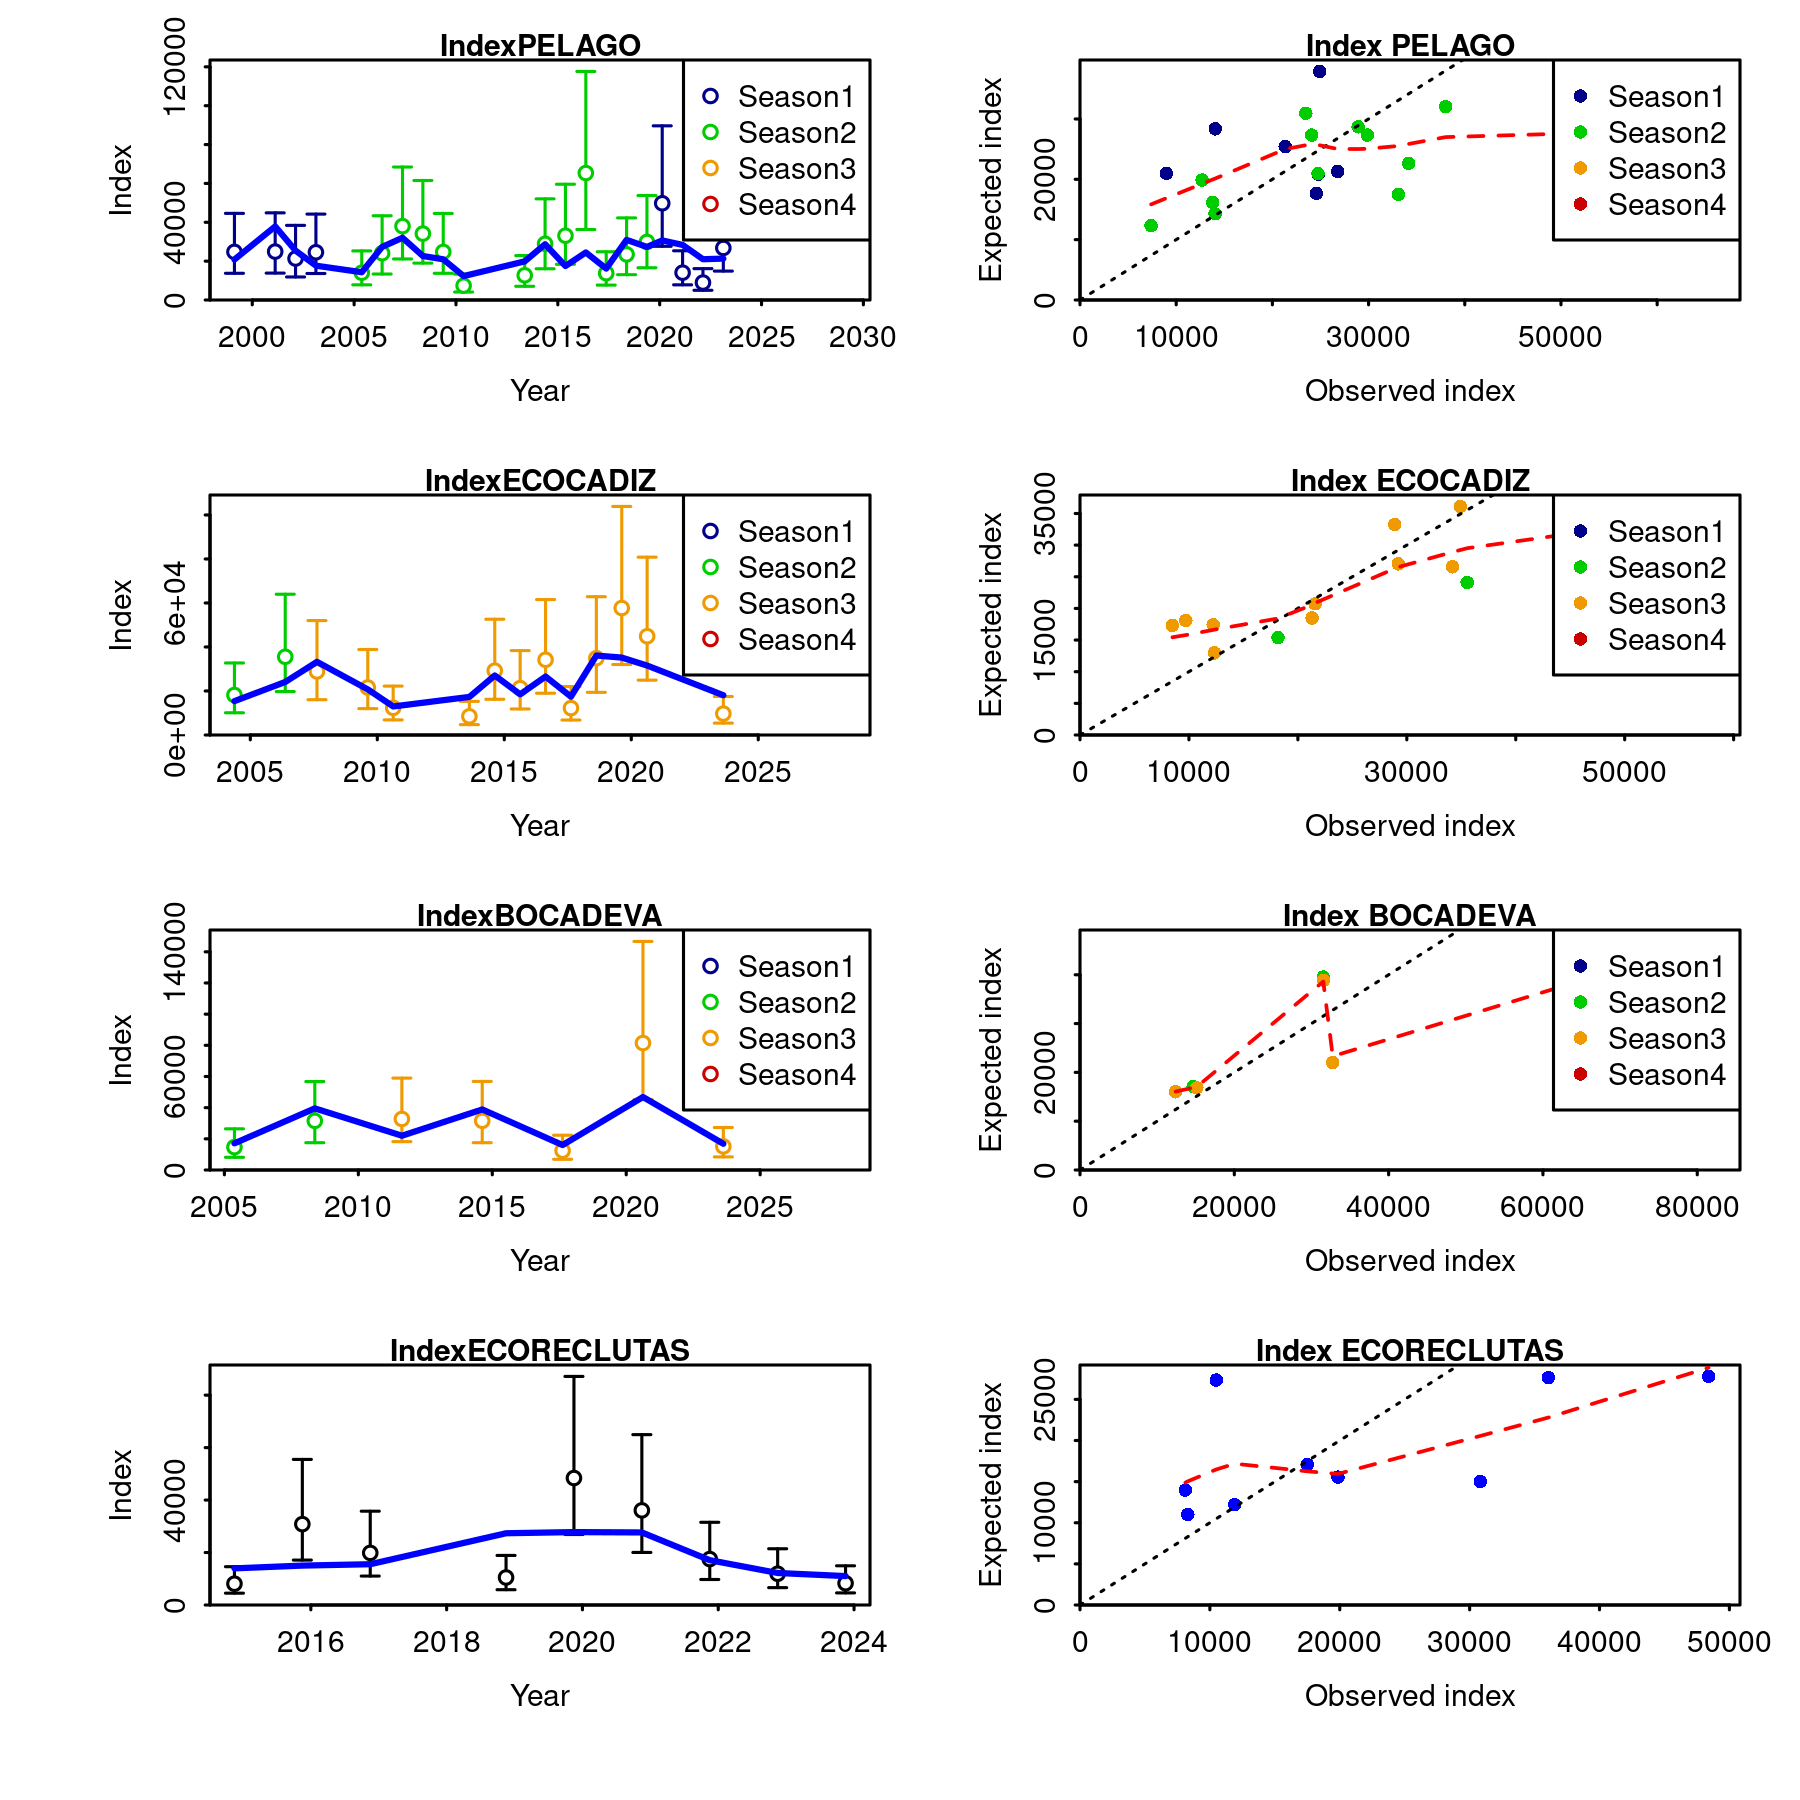 IndexPELAGO
Index
0 40000 120000
Season1
Season2
Season3
Season4
2000 2005 2010 2015 2020 2025 2030
Year
Index PELAGO
Expected index
0 20000
Season1
Season2
Season3
Season4
0 10000 30000 50000
Observed index
IndexECOCADIZ
Index
0e+00 6e+04
Season1
Season2
Season3
Season4
2005 2010 2015 2020 2025
Year
Index ECOCADIZ
Expected index
0 15000 35000
Season1
Season2
Season3
Season4
0 10000 30000 50000
Observed index
IndexBOCADEVA
Index
0 60000 140000
Season1
Season2
Season3
Season4
2005 2010 2015 2020 2025
Year
Index BOCADEVA
Expected index
0 20000
Season1
Season2
Season3
Season4
0 20000 40000 60000 80000
Observed index
IndexECORECLUTAS
Index
0 40000
2016 2018 2020 2022 2024
Year
Index ECORECLUTAS
Expected index
0 10000 25000
0 10000 20000 30000 40000 50000
Observed index